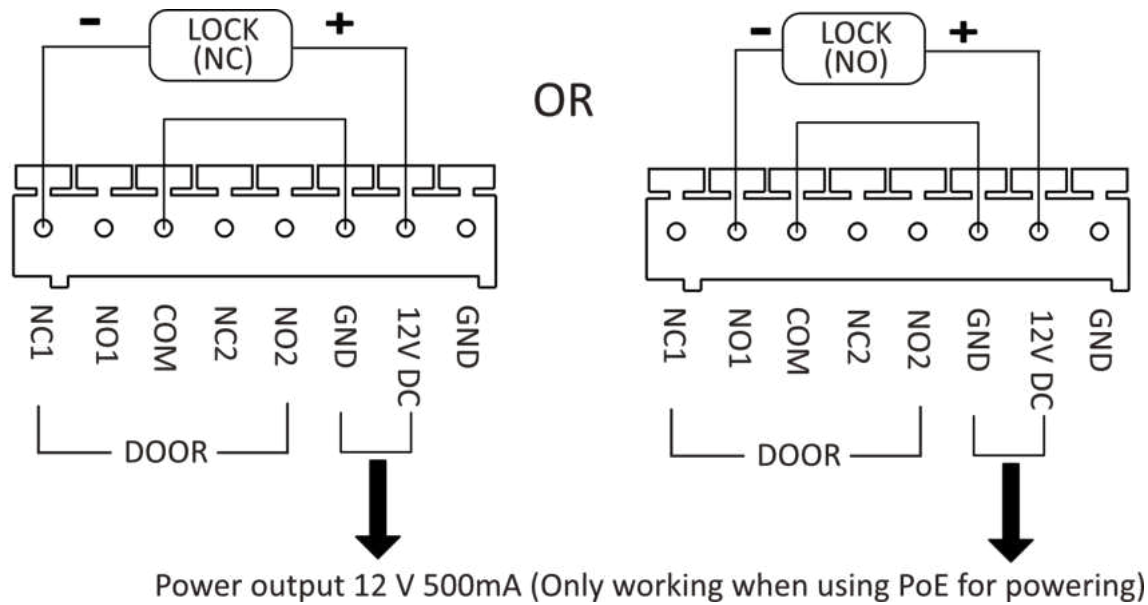 - LOCK (NC) +
OR
- LOCK (NO) +
NC1 NO1 COM NC2 NO2 GND 12V DC GND
DOOR
NC1 NO1 COM NC2 NO2 GND 12V DC GND
DOOR
Power output 12 V 500mA (Only working when using PoE for powering)